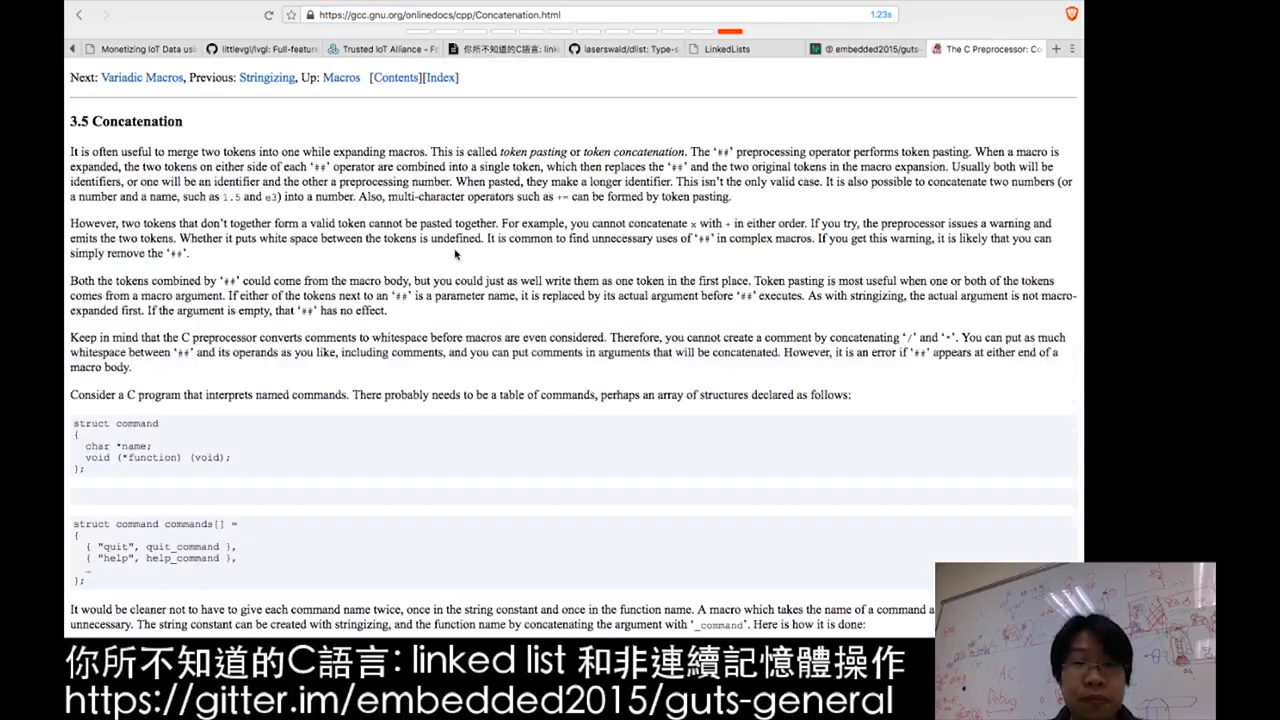 https://gcc.gnu.org/onlinedocs/cpp/Concatenation.html
1.23s
Monetizing IoT Data usi
littlevgl/lvgl: Full-feature
Trusted IoT Alliance - Fo
你所不知道的C語言: link
laserswald/dlist: Type-s
LinkedLists
① embedded2015/guts-
The C Preprocessor: Co
Next: Variadic Macros, Previous: Stringizing, Up: Macros [Contents][Index]
3.5 Concatenation
It is often useful to merge two tokens into one while expanding macros. This is called token pasting or token concatenation. The ‘##’ preprocessing operator performs token pasting. When a macro is
expanded, the two tokens on either side of each ‘##’ operator are combined into a single token, which then replaces the ‘##’ and the two original tokens in the macro expansion. Usually both will be
identifiers, or one will be an identifier and the other a preprocessing number. When pasted, they make a longer identifier. This isn’t the only valid case. It is also possible to concatenate two numbers (or
a number and a name, such as 1.5 and e3) into a number. Also, multi-character operators such as += can be formed by token pasting.
However, two tokens that don’t together form a valid token cannot be pasted together. For example, you cannot concatenate x with + in either order. If you try, the preprocessor issues a warning and
emits the two tokens. Whether it puts white space between the tokens is undefined. It is common to find unnecessary uses of ‘##’ in complex macros. If you get this warning, it is likely that you can
simply remove the ‘##’.
Both the tokens combined by ‘##’ could come from the macro body, but you could just as well write them as one token in the first place. Token pasting is most useful when one or both of the tokens
comes from a macro argument. If either of the tokens next to an ‘##’ is a parameter name, it is replaced by its actual argument before ‘##’ executes. As with stringizing, the actual argument is not macro-
expanded first. If the argument is empty, that ‘##’ has no effect.
Keep in mind that the C preprocessor converts comments to whitespace before macros are even considered. Therefore, you cannot create a comment by concatenating ‘/’ and ‘*’. You can put as much
whitespace between ‘##’ and its operands as you like, including comments, and you can put comments in arguments that will be concatenated. However, it is an error if ‘##’ appears at either end of a
macro body.
Consider a C program that interprets named commands. There probably needs to be a table of commands, perhaps an array of structures declared as follows:
struct command
{
char *name;
void (*function) (void);
};
struct command commands[] =
{
{ "quit", quit_command },
{ "help", help_command },
…
};
It would be cleaner not to have to give each command name twice, once in the string constant and once in the function name. A macro which takes the name of a command a
unnecessary. The string constant can be created with stringizing, and the function name by concatenating the argument with ‘_command’. Here is how it is done:
AC
Debug
你所不知道的C語言: linked list 和非連續記憶體操作
https://gitter.im/embedded2015/guts-general